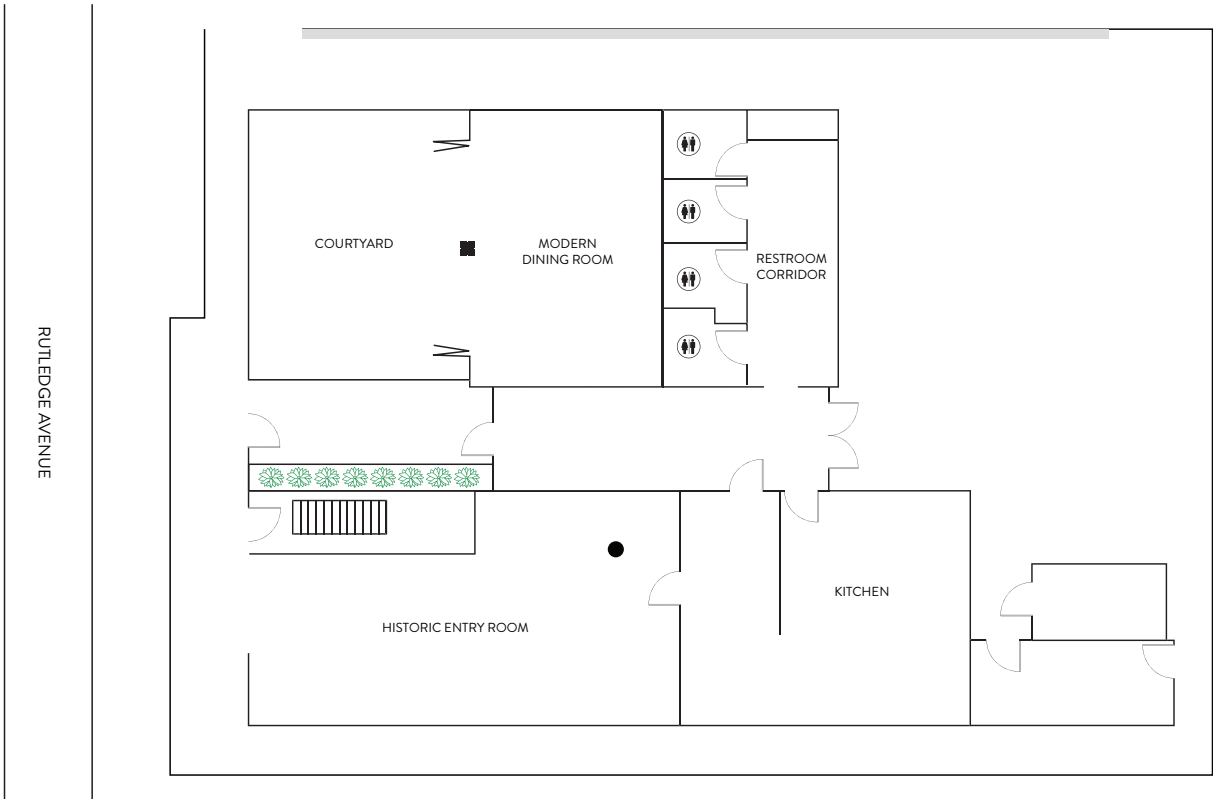 COURTYARD
MODERN
DINING ROOM
RESTROOM
CORRIDOR
RUTLEDGE AVENUE
KITCHEN
HISTORIC ENTRY ROOM